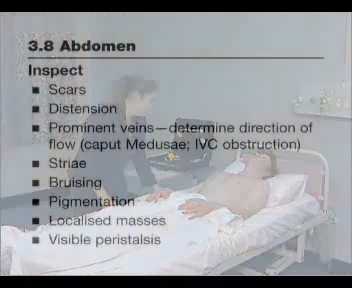 3.8 Abdomen
Inspect
Scars
Distension
Prominent veins—determine direction of
flow (caput Medusae; IVC obstruction)
Striae
Bruising
Pigmentation
Localised masses
Visible peristalsis